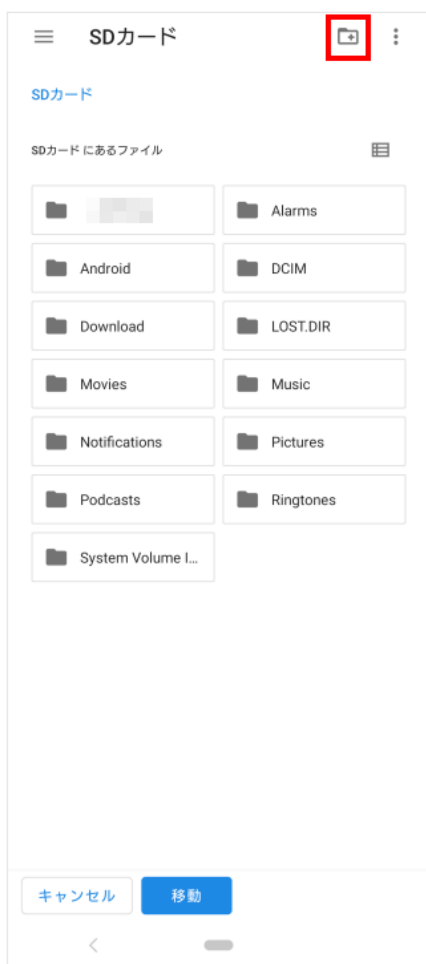 SDカード
SDカード
SDカード にあるファイル
Alarms
Android
DCIM
Download
LOST.DIR
Movies
Music
Notifications
Pictures
Podcasts
Ringtones
System Volume I...
キャンセル
移動